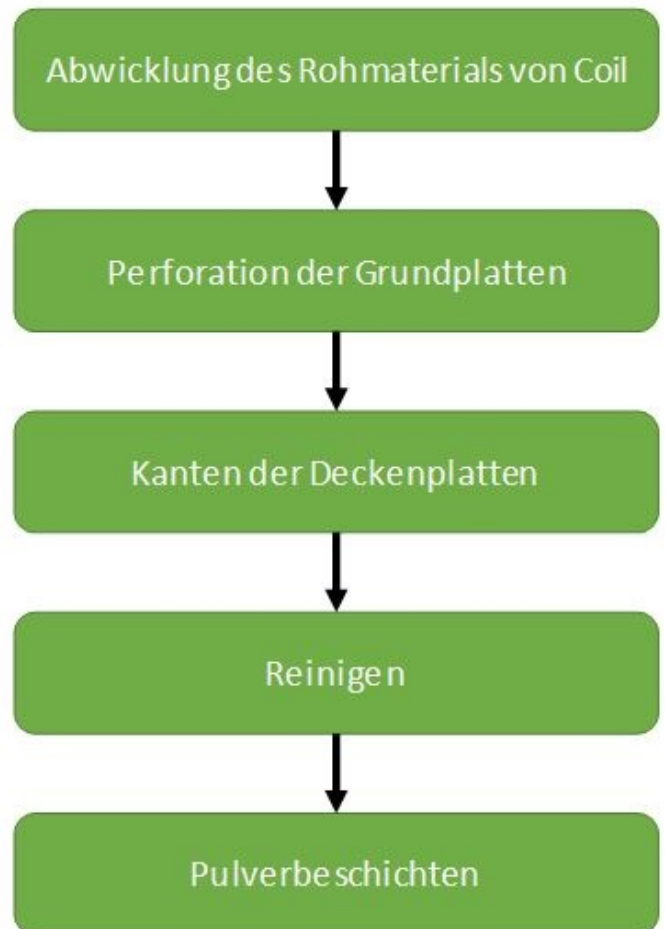 Abwicklung des Rohmaterials von Coil
Perforation der Grundplatten
Kanten der Deckenplatten
Reinigen
Pulverbeschichten